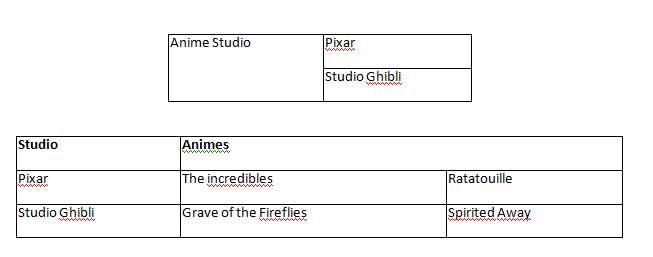 Anime Studio Pixar
Studio Ghibli
Studio Animes
Pixar The incredibles Ratatouille
Studio Ghibli Grave of the Fireflies Spirited Away